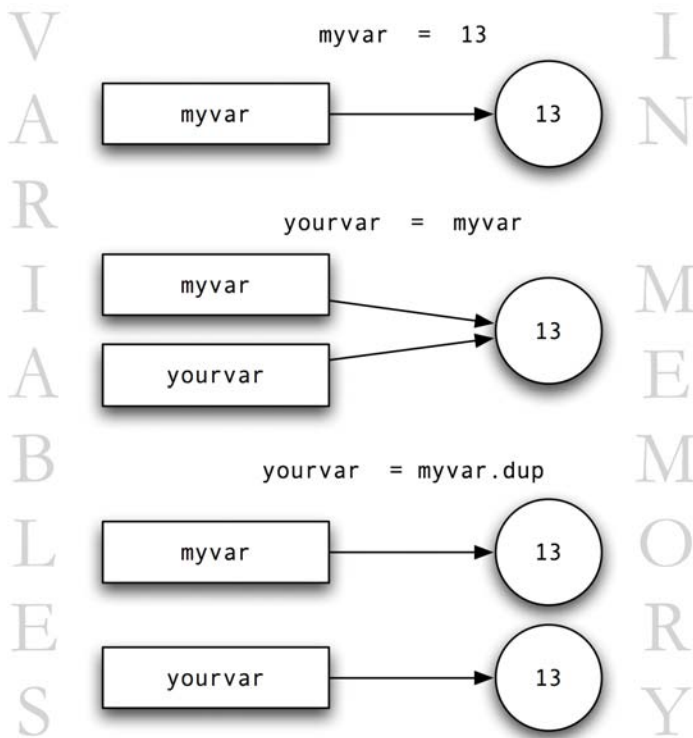 VARIABLES
IN MEMORY
myvar = 13
myvar
13
yourvar = myvar
myvar
yourvar
13
yourvar = myvar.dup
myvar
13
yourvar
13